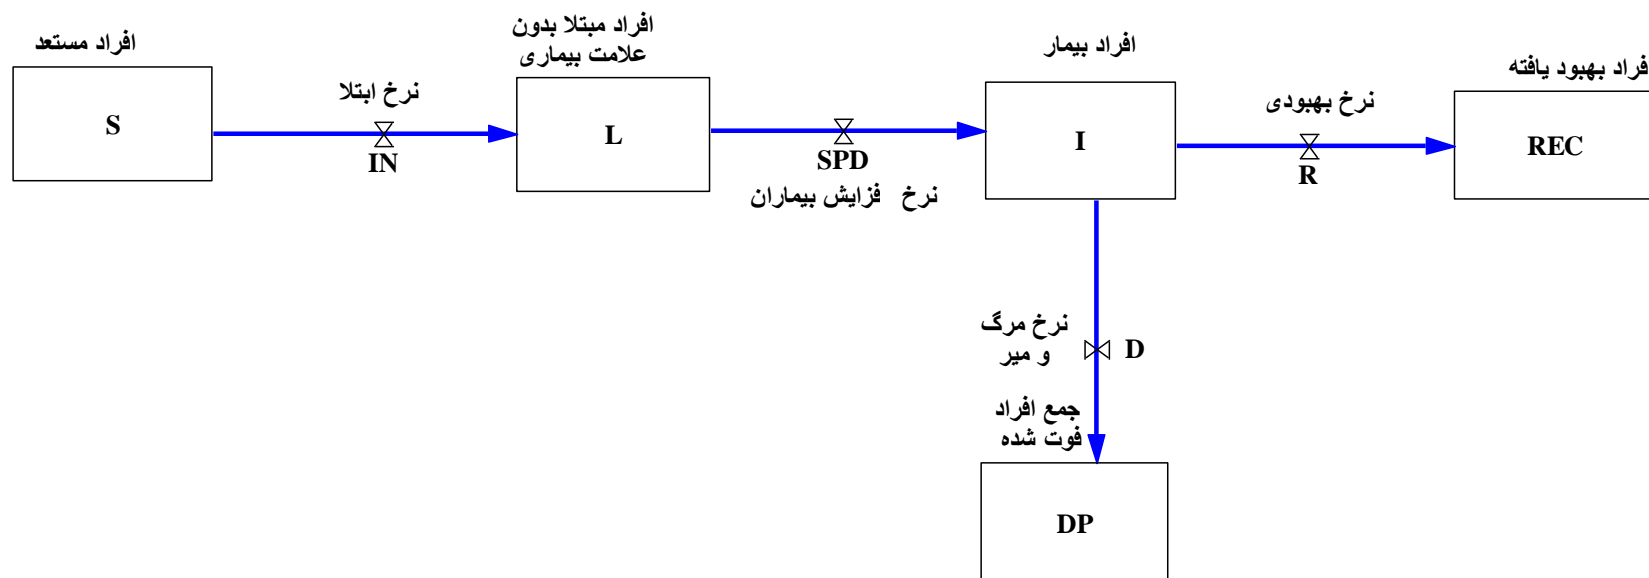 افراد مستعد
S
نرخ ابتلا
IN
افراد مبتلا بدون
علامت بیماری
L
SPD
نرخ فزایش بیماران
افراد بیمار
I
نرخ بهبودی
R
فراد بهبود یافته
REC
نرخ مرگ
و میر
D
جمع افراد
فوت شده
DP